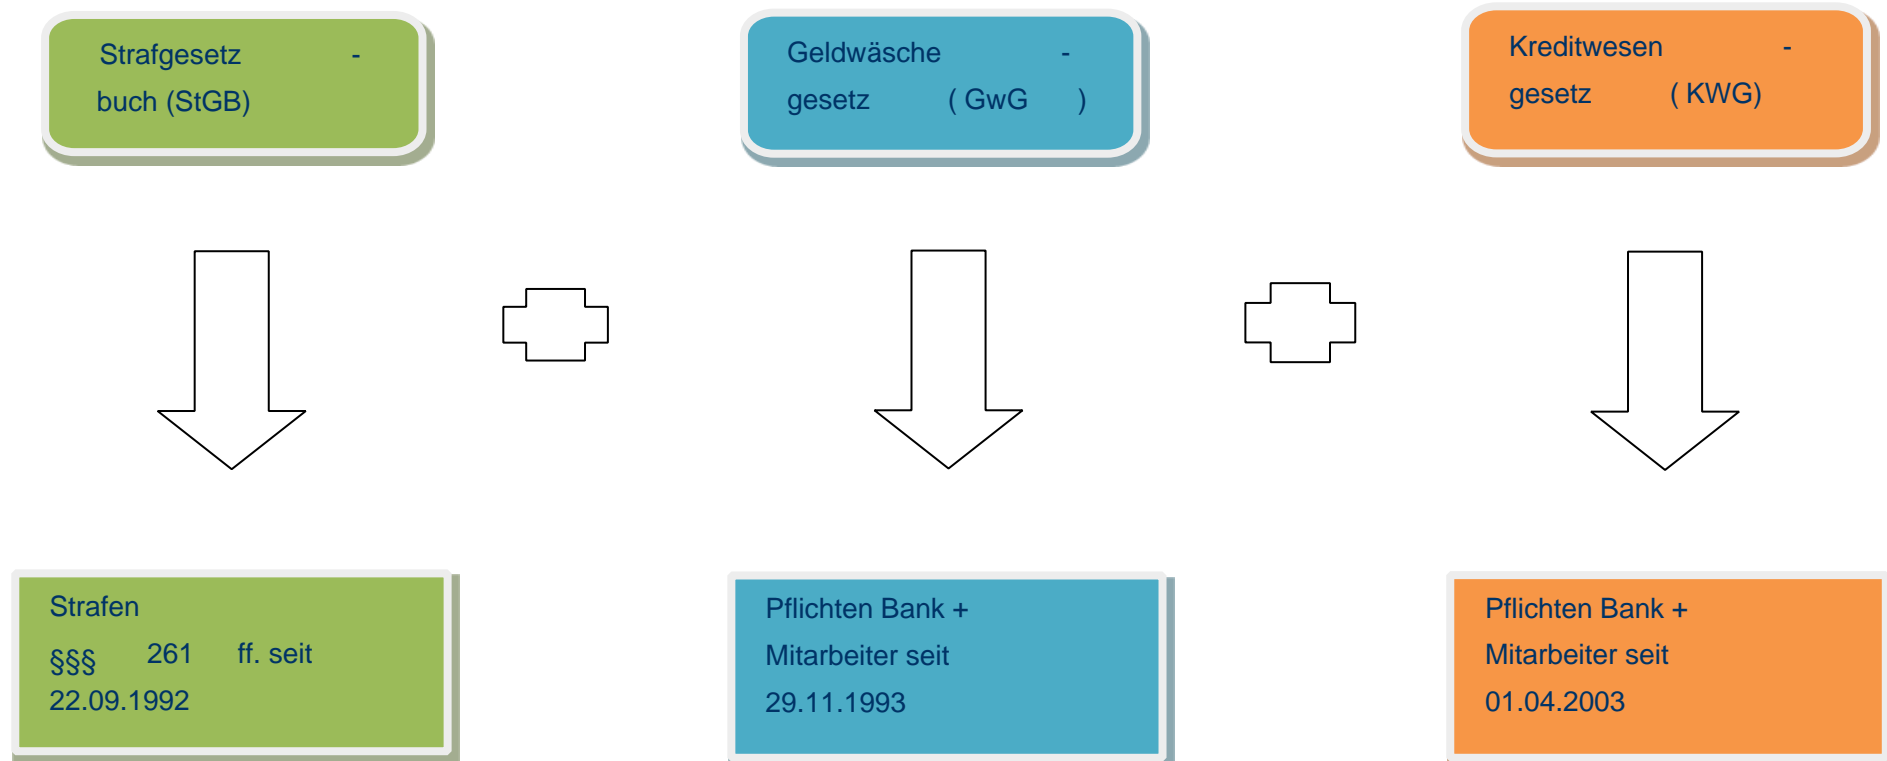 Strafgesetz -
buch (StGB)
Geldwäsche -
gesetz ( GwG )
Kreditwesen -
gesetz ( KWG)
Strafen
§§§ 261 ff. seit
22.09.1992
Pflichten Bank +
Mitarbeiter seit
29.11.1993
Pflichten Bank +
Mitarbeiter seit
01.04.2003